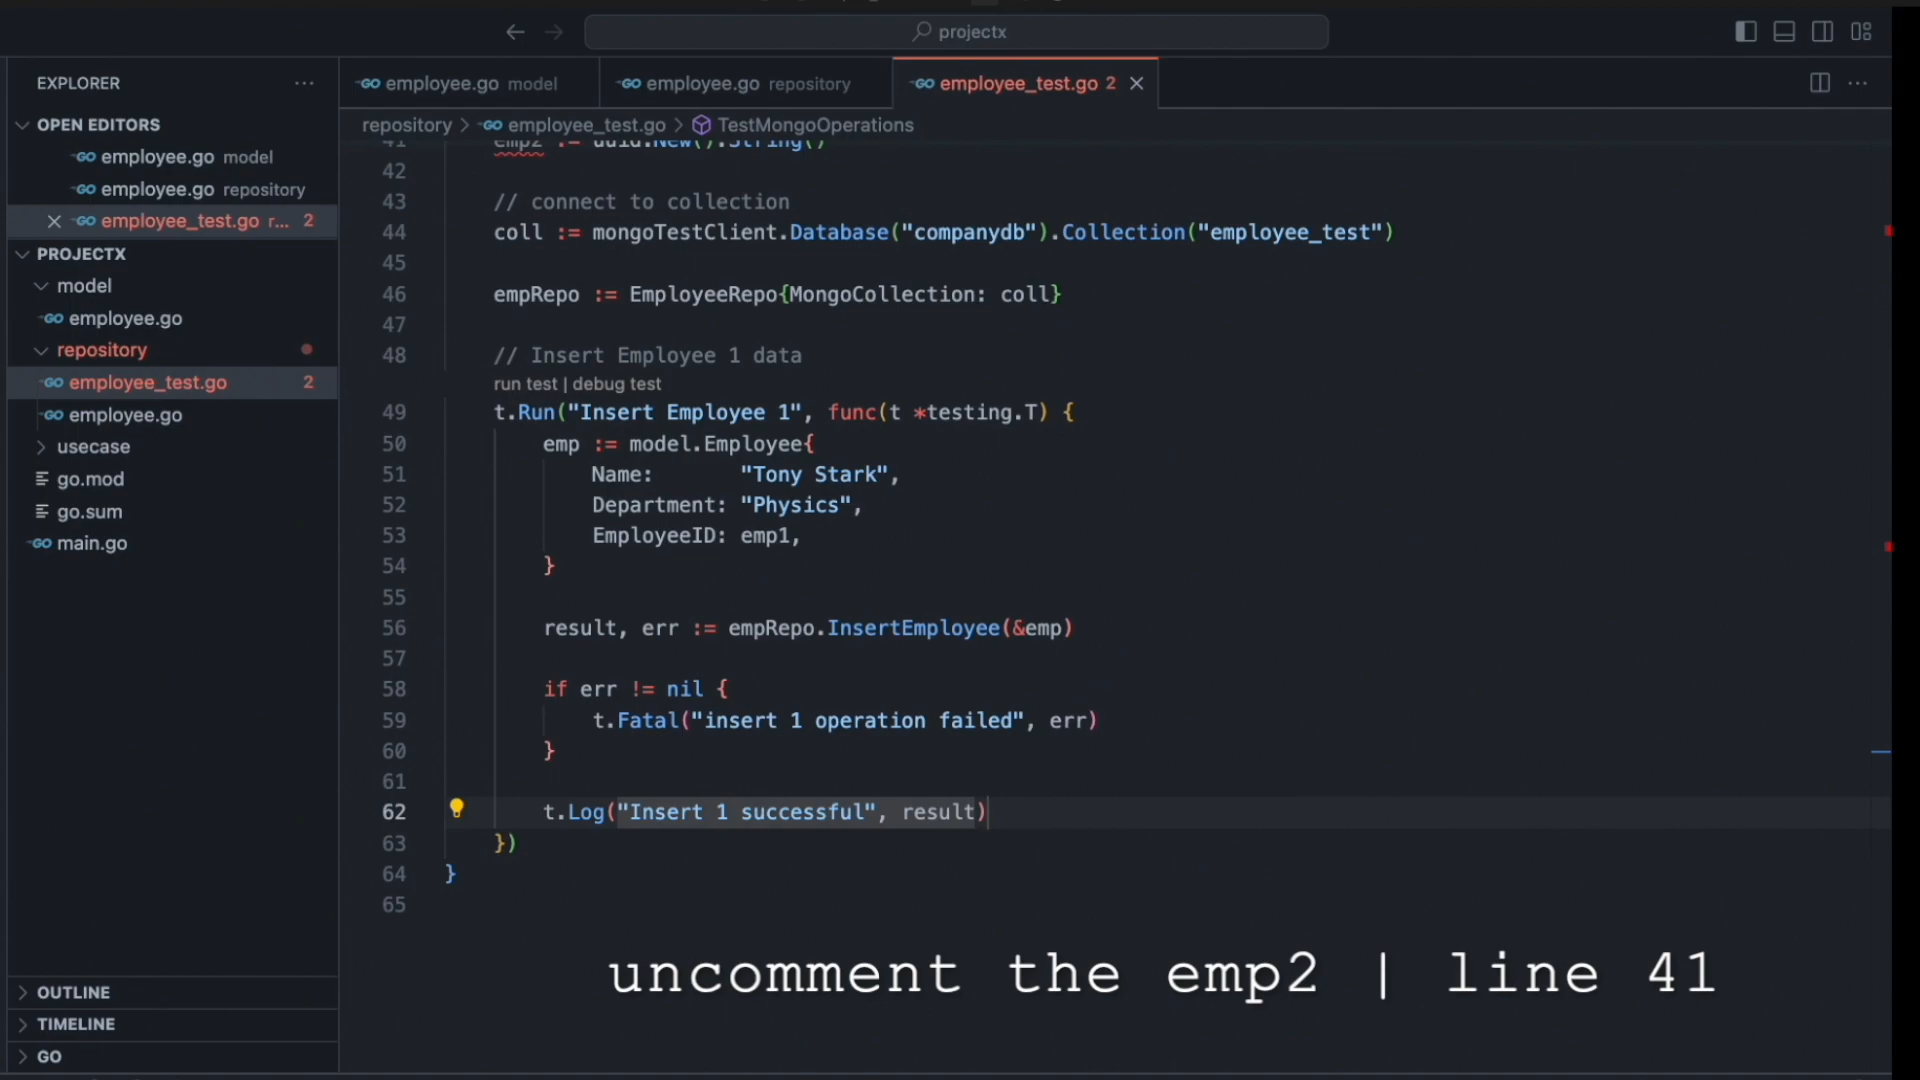 projectx
EXPLORER
employee.go model
employee.go repository
employee_test.go 2
OPEN EDITORS
repository > employee_test.go > TestMongoOperations
employee.go model
employee.go repository
employee_test.go r... 2
PROJECTX
model
employee.go
repository
employee_test.go 2
employee.go
usecase
go.mod
go.sum
main.go
OUTLINE
TIMELINE
GO
41 emp2 := uuid.New().String()
42
43 // connect to collection
44 coll := mongoTestClient.Database("companydb").Collection("employee_test")
45
46 empRepo := EmployeeRepo{MongoCollection: coll}
47
48 // Insert Employee 1 data
run test | debug test
49 t.Run("Insert Employee 1", func(t *testing.T) {
50 emp := model.Employee{
51 Name: "Tony Stark",
52 Department: "Physics",
53 EmployeeID: emp1,
54 }
55
56 result, err := empRepo.InsertEmployee(&emp)
57
58 if err != nil {
59 t.Fatal("insert 1 operation failed", err)
60 }
61
62 t.Log("Insert 1 successful", result)
63 })
64 }
65
uncomment the emp2 | line 41